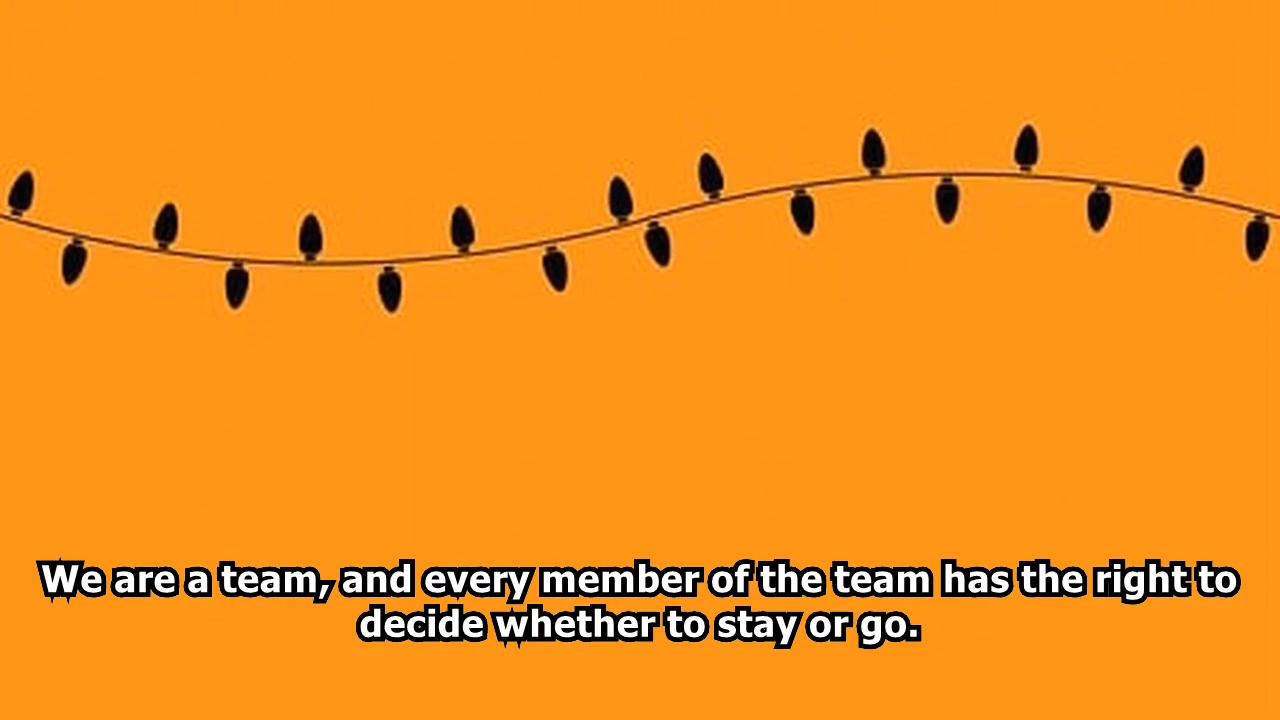 We are a team, and every member of the team has the right to
decide whether to stay or go.